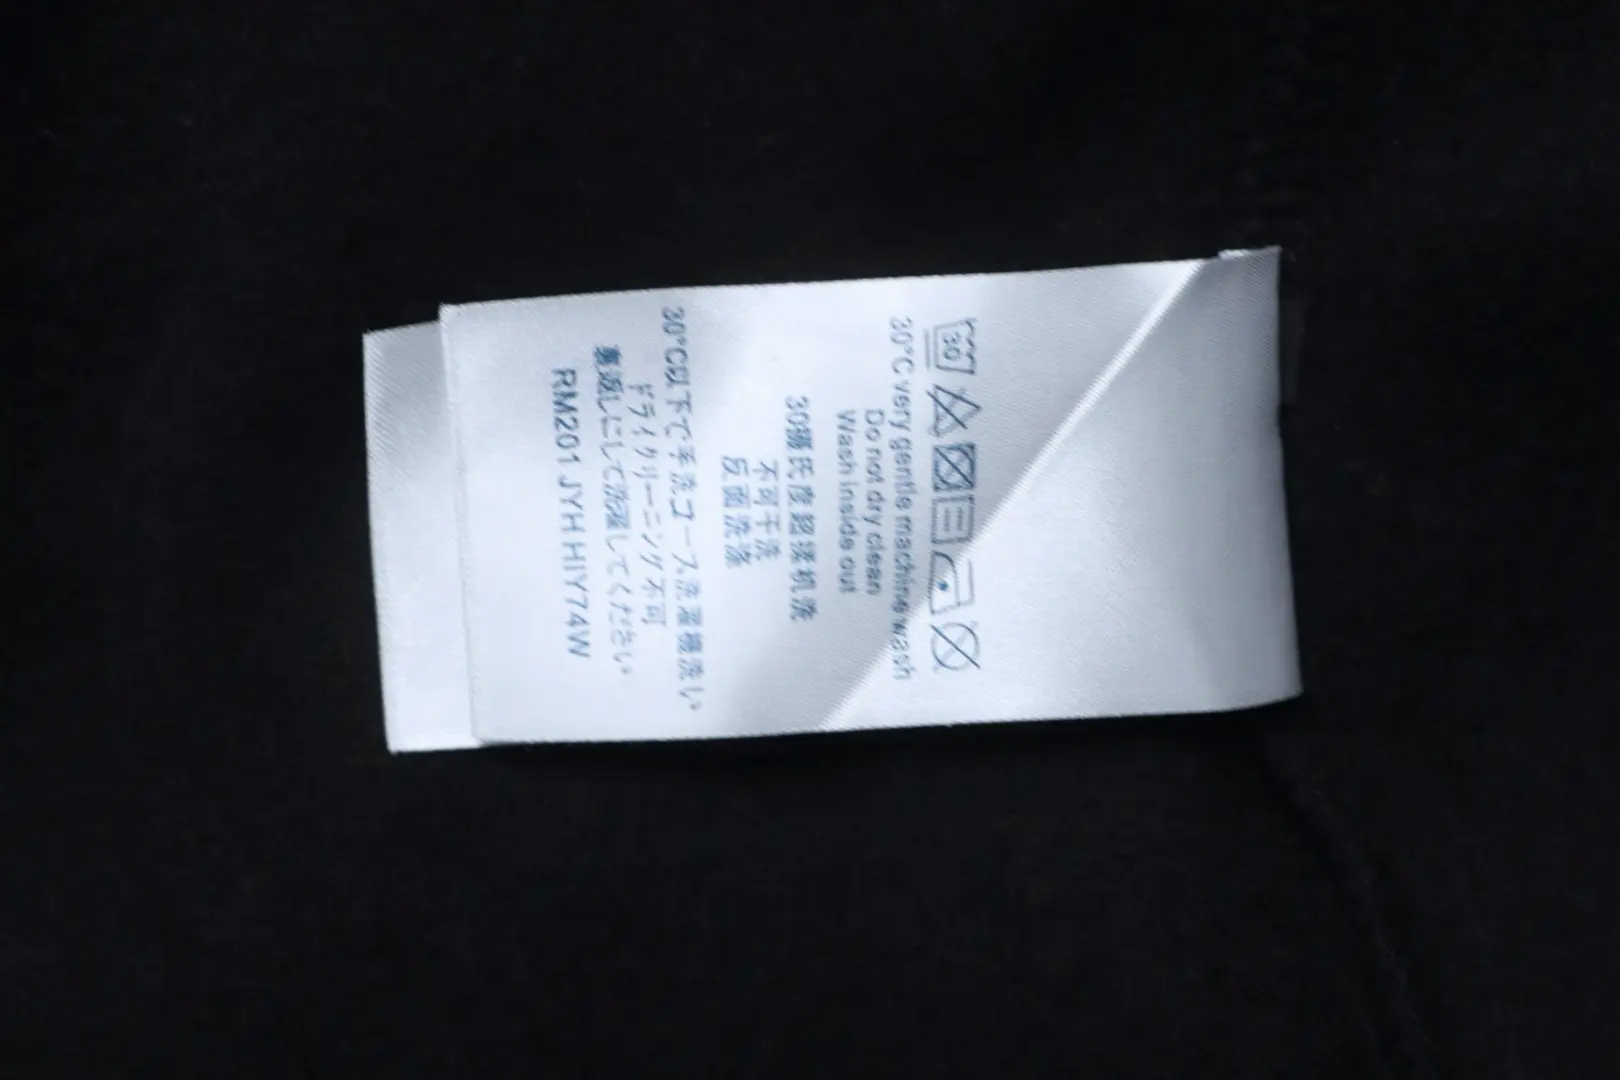 30
30°C very gentle machine wash
Do not dry clean
Wash inside out
30摄氏度超柔机洗
不可干洗
反面洗涤
30°C以下で手洗コース洗濯機洗い
ドライクリーニング不可
裏返しにして洗濯してください
RM201 JYH HIY74W